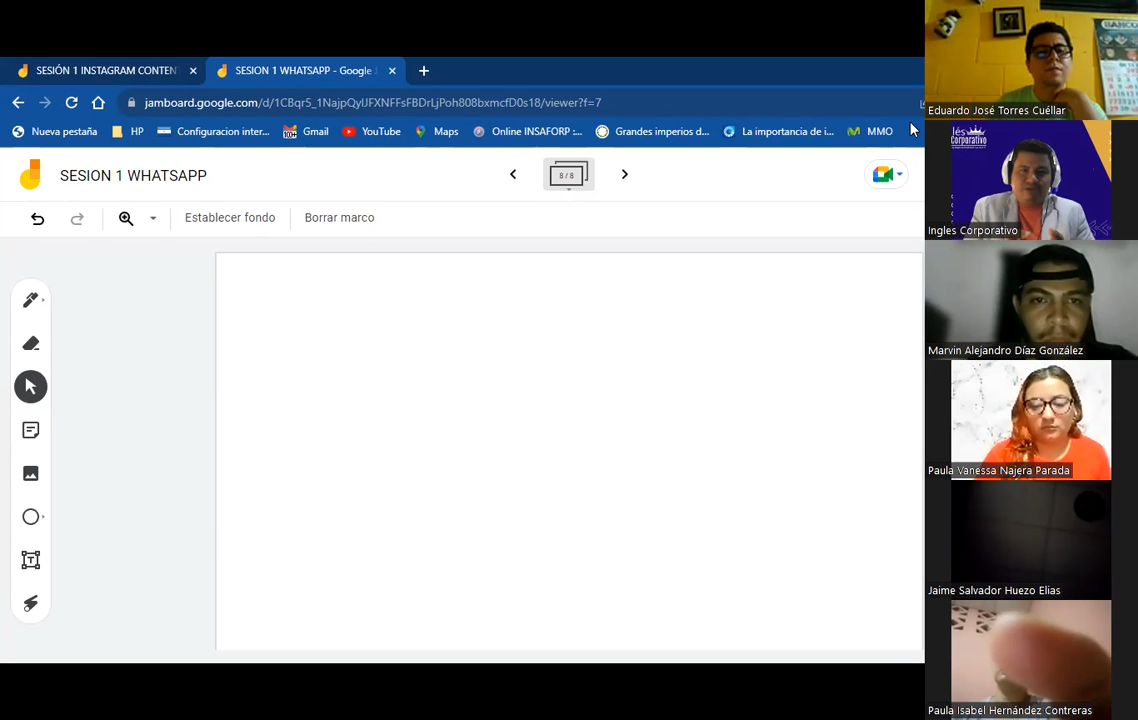 SESIÓN 1 INSTAGRAM CONTEN
SESION 1 WHATSAPP - Google J
jamboard.google.com/d/1CBqr5_1NajpQyIJFXNFFsFBDrLjPoh808bxmcfD0s18/viewer?f=7
Nueva pestaña
HP
Configuracion inter...
Gmail
YouTube
Maps
Online INSAFORP :...
Grandes imperios d...
La importancia de i...
MMO
SESION 1 WHATSAPP
8 / 8
Establecer fondo
Borrar marco
Eduardo José Torres Cuéllar
lés
Corporativo
Ingles Corporativo
Marvin Alejandro Díaz González
Paula Vanessa Najera Parada
Jaime Salvador Huezo Elias
Paula Isabel Hernández Contreras